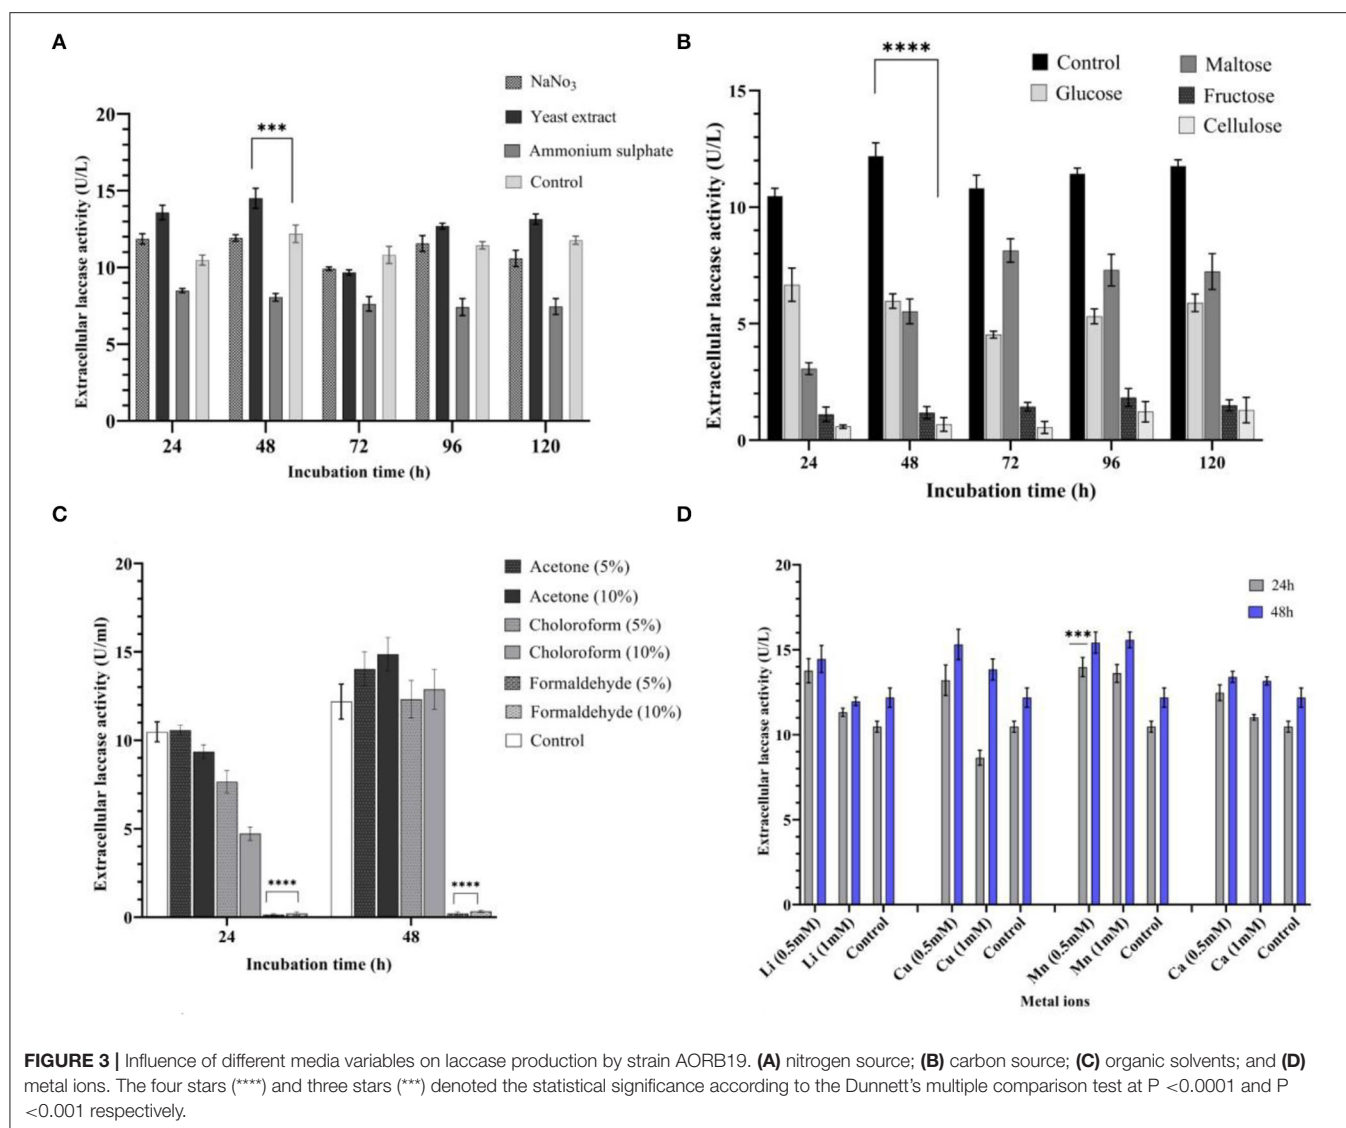 A
NaNo3
Yeast extract
Ammonium sulphate
Control
***
Extracellular laccase activity (U/L)
20
15
10
5
0
24 48 72 96 120
Incubation time (h)
B
****
Control
Glucose
Maltose
Fructose
Cellulose
Extracellular laccase activity (U/L)
15
10
5
0
24 48 72 96 120
Incubation time (h)
C
Acetone (5%)
Acetone (10%)
Choloroform (5%)
Choloroform (10%)
Formaldehyde (5%)
Formaldehyde (10%)
Control
Extracellular laccase activity (U/ml)
20
15
10
5
0
****
****
24 48
Incubation time (h)
D
24h
48h
***
Extracellular laccase activity (U/L)
20
15
10
5
0
Li (0.5mM) Li (1mM) Control Cu (0.5mM) Cu (1mM) Control Mn (0.5mM) Mn (1mM) Control Ca (0.5mM) Ca (1mM) Control
Metal ions
FIGURE 3 | Influence of different media variables on laccase production by strain AORB19. (A) nitrogen source; (B) carbon source; (C) organic solvents; and (D)
metal ions. The four stars (****) and three stars (***) denoted the statistical significance according to the Dunnett's multiple comparison test at P <0.0001 and P
<0.001 respectively.